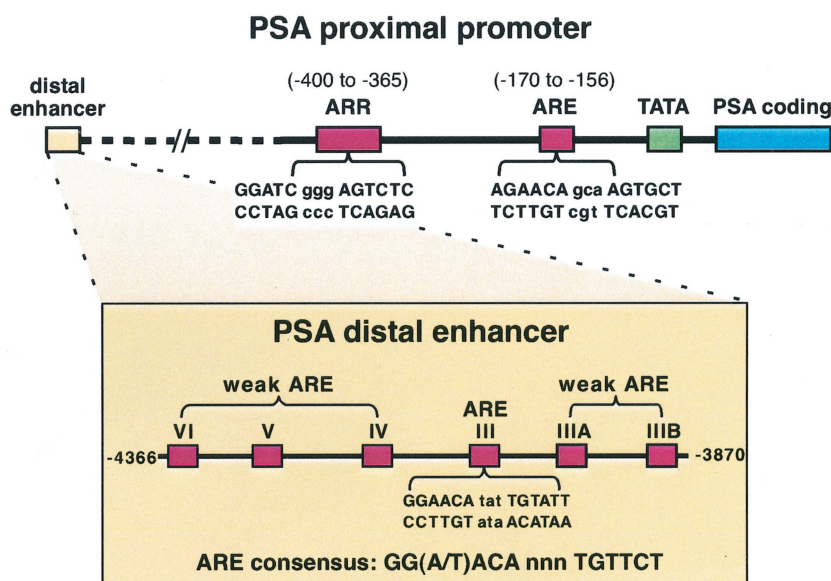 PSA proximal promoter
distal
enhancer
(-400 to -365)
ARR
(-170 to -156)
ARE
TATA
PSA coding
GGATC ggg AGTCTC
CCTAG ccc TCAGAG
AGAACA gca AGTGCT
TCTTGT cgt TCACGT
//
PSA distal enhancer
weak ARE
weak ARE
ARE
VI
V
IV
III
IIIA
IIIB
-4366
-3870
GGAACA tat TGTATT
CCTTGT ata ACATAA
ARE consensus: GG(A/T)ACA nnn TGTTCT